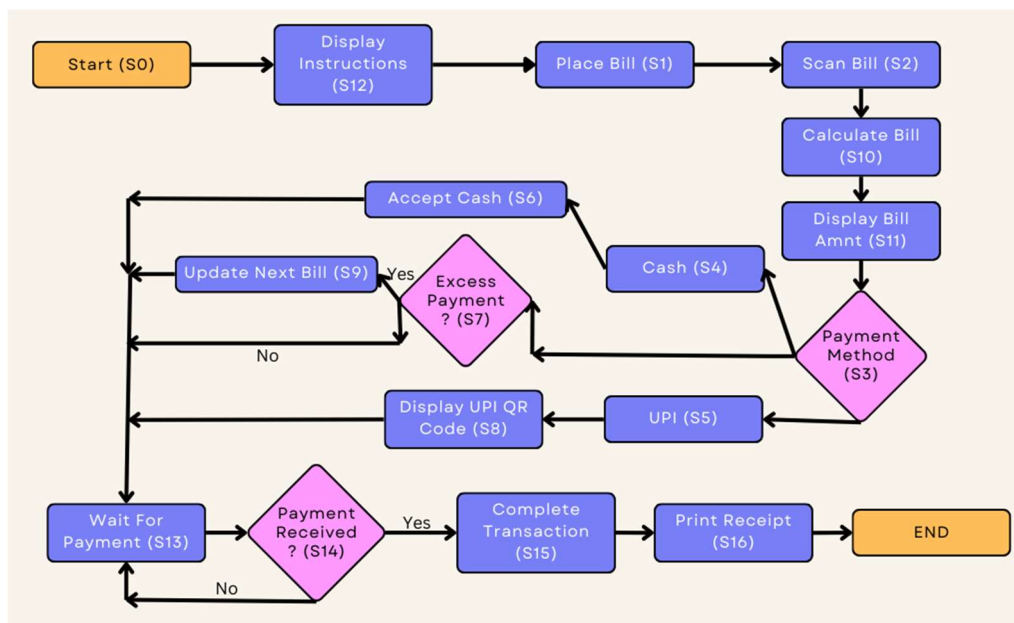 Start (S0)
Display
Instructions
(S12)
Place Bill (S1)
Scan Bill (S2)
Calculate Bill
(S10)
Accept Cash (S6)
Display Bill
Amnt (S11)
Update Next Bill (S9)
Yes
Excess
Payment
? (S7)
Cash (S4)
No
Payment
Method
(S3)
Display UPI QR
Code (S8)
UPI (S5)
Wait For
Payment (S13)
Payment
Received
? (S14)
Yes
Complete
Transaction
(S15)
Print Receipt
(S16)
END
No